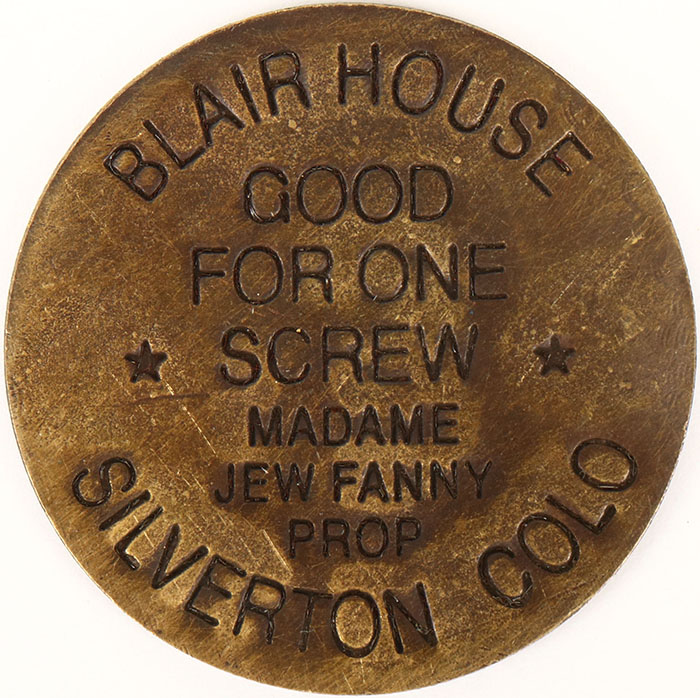 BLAIR HOUSE
GOOD
FOR ONE
SCREW
MADAME
JEW FANNY
PROP
SILVERTON COLO